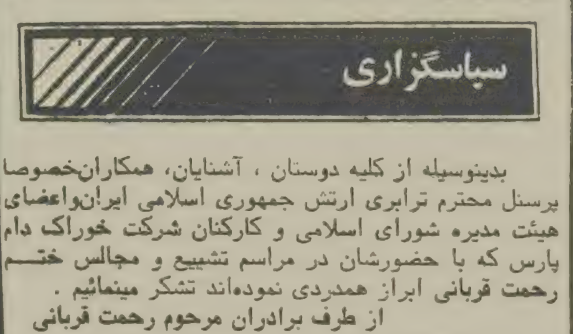 سپاسگزاری
بدینوسیله از کلیه دوستان ، آشنایان، همکاران‌خصوصا
پرسنل محترم ترابری ارتش جمهوری اسلامی ایران‌واعضای
هیئت مدیره شورای اسلامی و کارکنان شرکت خوراک دام
پارس که با حضورشان در مراسم تشییع و مجالس ختم
رحمت قربانی ابراز همدردی نموده‌اند تشکر مینمائیم .
از طرف برادران مرحوم رحمت قربانی